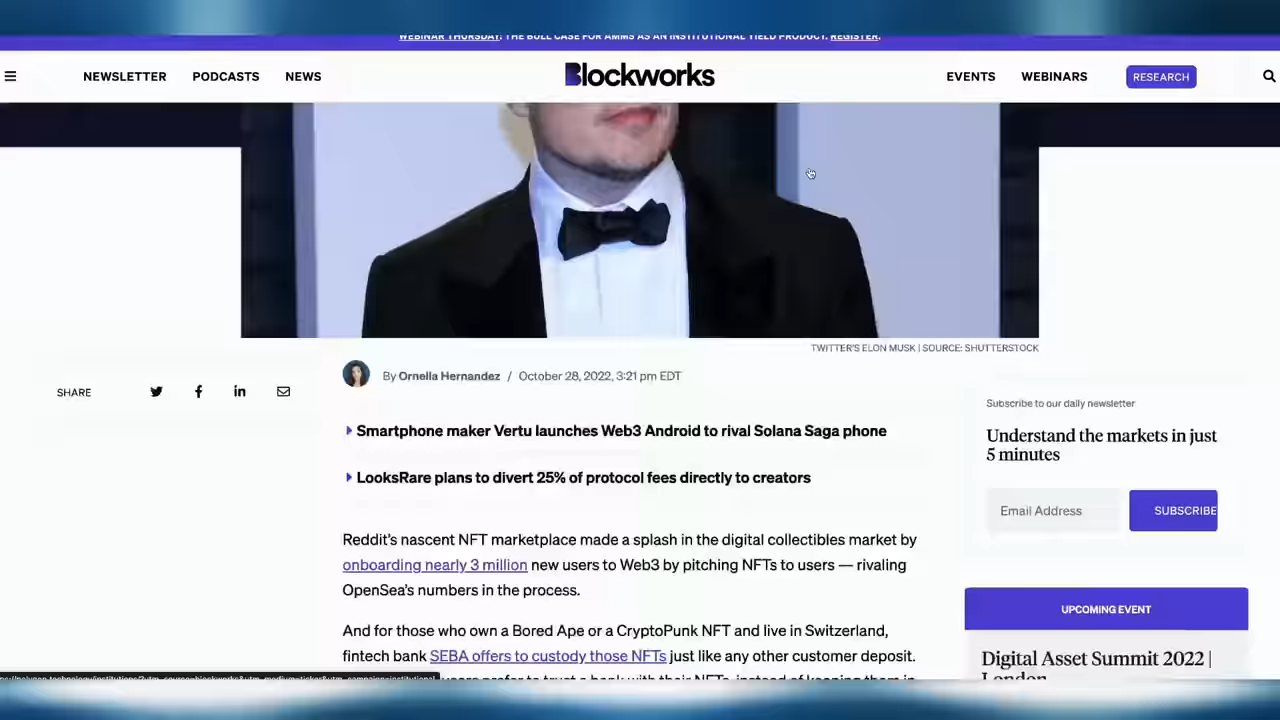 WEBINAR THURSDAY: THE BULL CASE FOR AMMS AS AN INSTITUTIONAL YIELD PRODUCT. REGISTER.
NEWSLETTER PODCASTS NEWS Blockworks EVENTS WEBINARS RESEARCH
TWITTER'S ELON MUSK | SOURCE: SHUTTERSTOCK
By Ornella Hernandez / October 28, 2022, 3:21 pm EDT
SHARE
Smartphone maker Vertu launches Web3 Android to rival Solana Saga phone
LooksRare plans to divert 25% of protocol fees directly to creators
Reddit's nascent NFT marketplace made a splash in the digital collectibles market by
onboarding nearly 3 million new users to Web3 by pitching NFTs to users — rivaling
OpenSea's numbers in the process.
And for those who own a Bored Ape or a CryptoPunk NFT and live in Switzerland,
fintech bank SEBA offers to custody those NFTs just like any other customer deposit.
Subscribe to our daily newsletter
Understand the markets in just
5 minutes
Email Address SUBSCRIBE
UPCOMING EVENT
Digital Asset Summit 2022 |
London